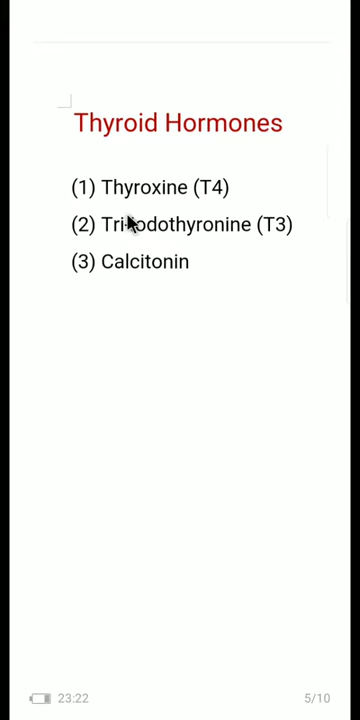 Thyroid Hormones
(1) Thyroxine (T4)
(2) Triiodothyronine (T3)
(3) Calcitonin
23:22
5/10